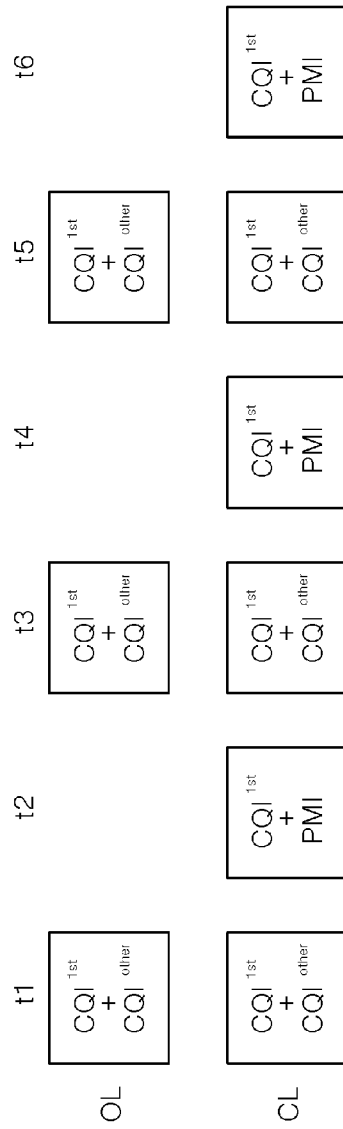 t1 t2 t3 t4 t5 t6
OL
CQI 1st
+
CQI other
CQI 1st
+
CQI other
CQI 1st
+
CQI other
CL
CQI 1st
+
CQI other
CQI 1st
+
PMI
CQI 1st
+
CQI other
CQI 1st
+
PMI
CQI 1st
+
CQI other
CQI 1st
+
PMI